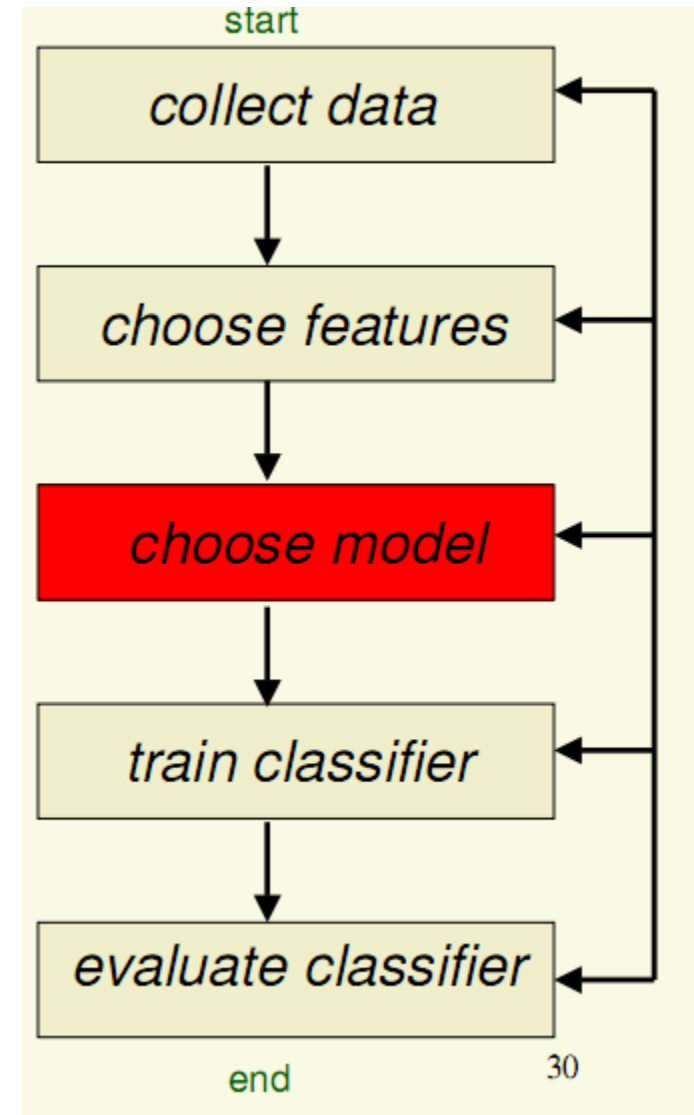 start
collect data
choose features
choose model
train classifier
evaluate classifier
end
30